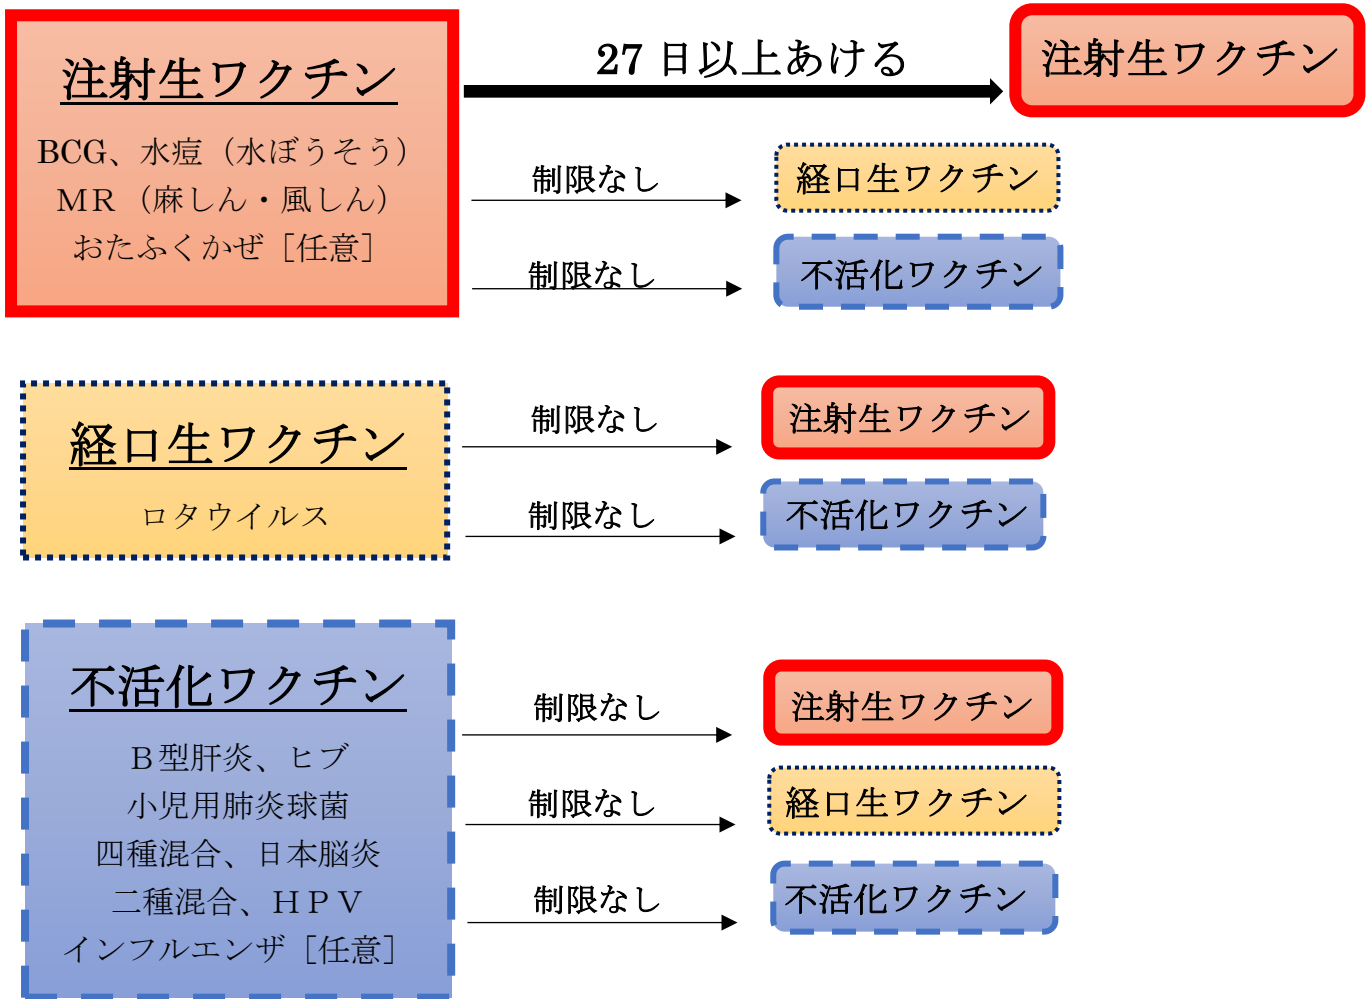 注射生ワクチン
BCG、水痘（水ぼうそう）
ＭＲ（麻しん・風しん）
おたふくかぜ［任意］
27 日以上あける
注射生ワクチン
制限なし
経口生ワクチン
制限なし
不活化ワクチン
経口生ワクチン
ロタウイルス
制限なし
注射生ワクチン
制限なし
不活化ワクチン
不活化ワクチン
Ｂ型肝炎、ヒブ
小児用肺炎球菌
四種混合、日本脳炎
二種混合、ＨＰＶ
インフルエンザ［任意］
制限なし
注射生ワクチン
制限なし
経口生ワクチン
制限なし
不活化ワクチン